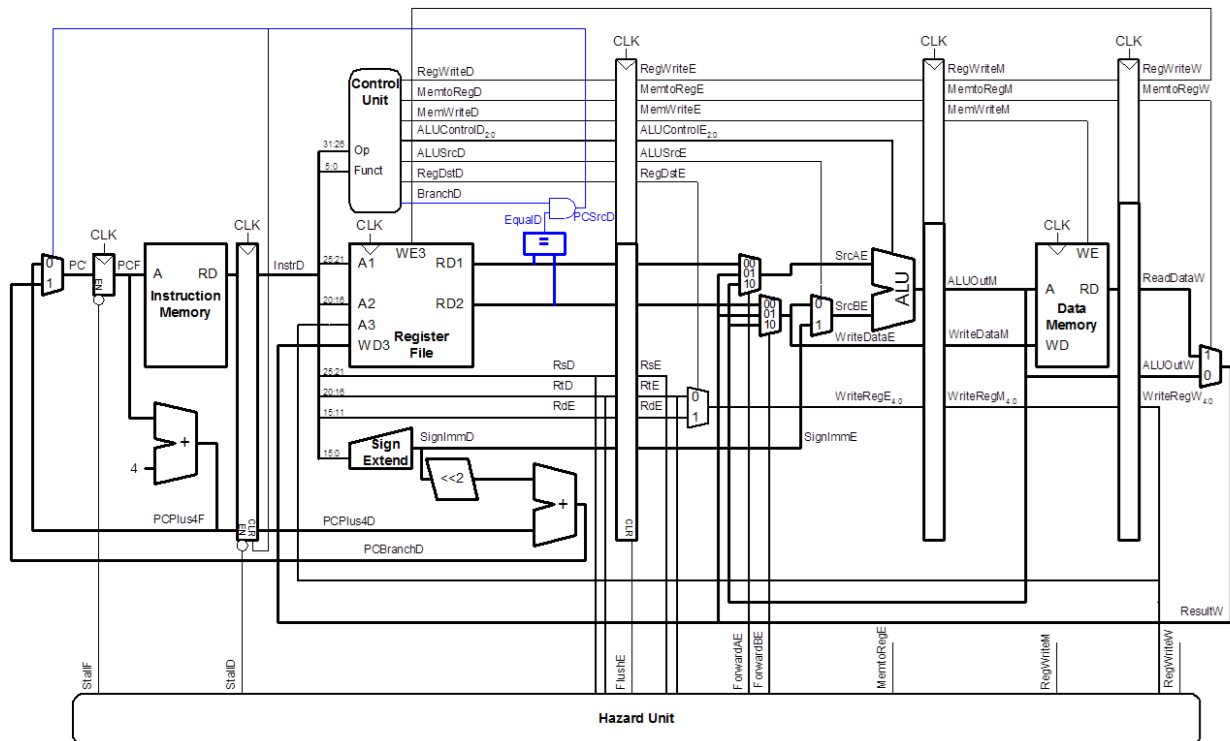 CLK
CLK
CLK
Control
Unit
RegWriteD
RegWriteE
RegWriteM
RegWriteW
MemtoRegD
MemtoRegE
MemtoRegM
MemtoRegW
MemWriteD
MemWriteE
MemWriteM
ALUControlD2:0
ALUControlE2:0
31:26
Op
ALUSrcD
ALUSrcE
5:0
Funct
RegDstD
RegDstE
BranchD
EqualD
PCSrcD
CLK
CLK
CLK
CLK
=
0
1
PC'
PCF
EN
A
RD
Instruction
Memory
InstrD
25:21
A1
WE3
RD1
20:16
A2
RD2
A3
WD3
Register
File
00
01
10
00
01
10
SrcAE
0
1
SrcBE
ALU
WriteDataE
ALUOutM
WriteDataM
WE
A
RD
Data
Memory
WD
ReadDataW
1
0
ALUOutW
25:21
RsD
RsE
20:16
RtD
RtE
15:11
RdE
RdE
0
1
WriteRegE4:0
WriteRegM4:0
WriteRegW4:0
15:0
Sign
Extend
SignImmD
SignImmE
+
4
<<2
+
PCPlus4F
EN
CLR
PCPlus4D
CLR
PCBranchD
ResultW
StallF
StallD
FlushE
ForwardAE
ForwardBE
MemtoRegE
RegWriteM
RegWriteW
Hazard Unit